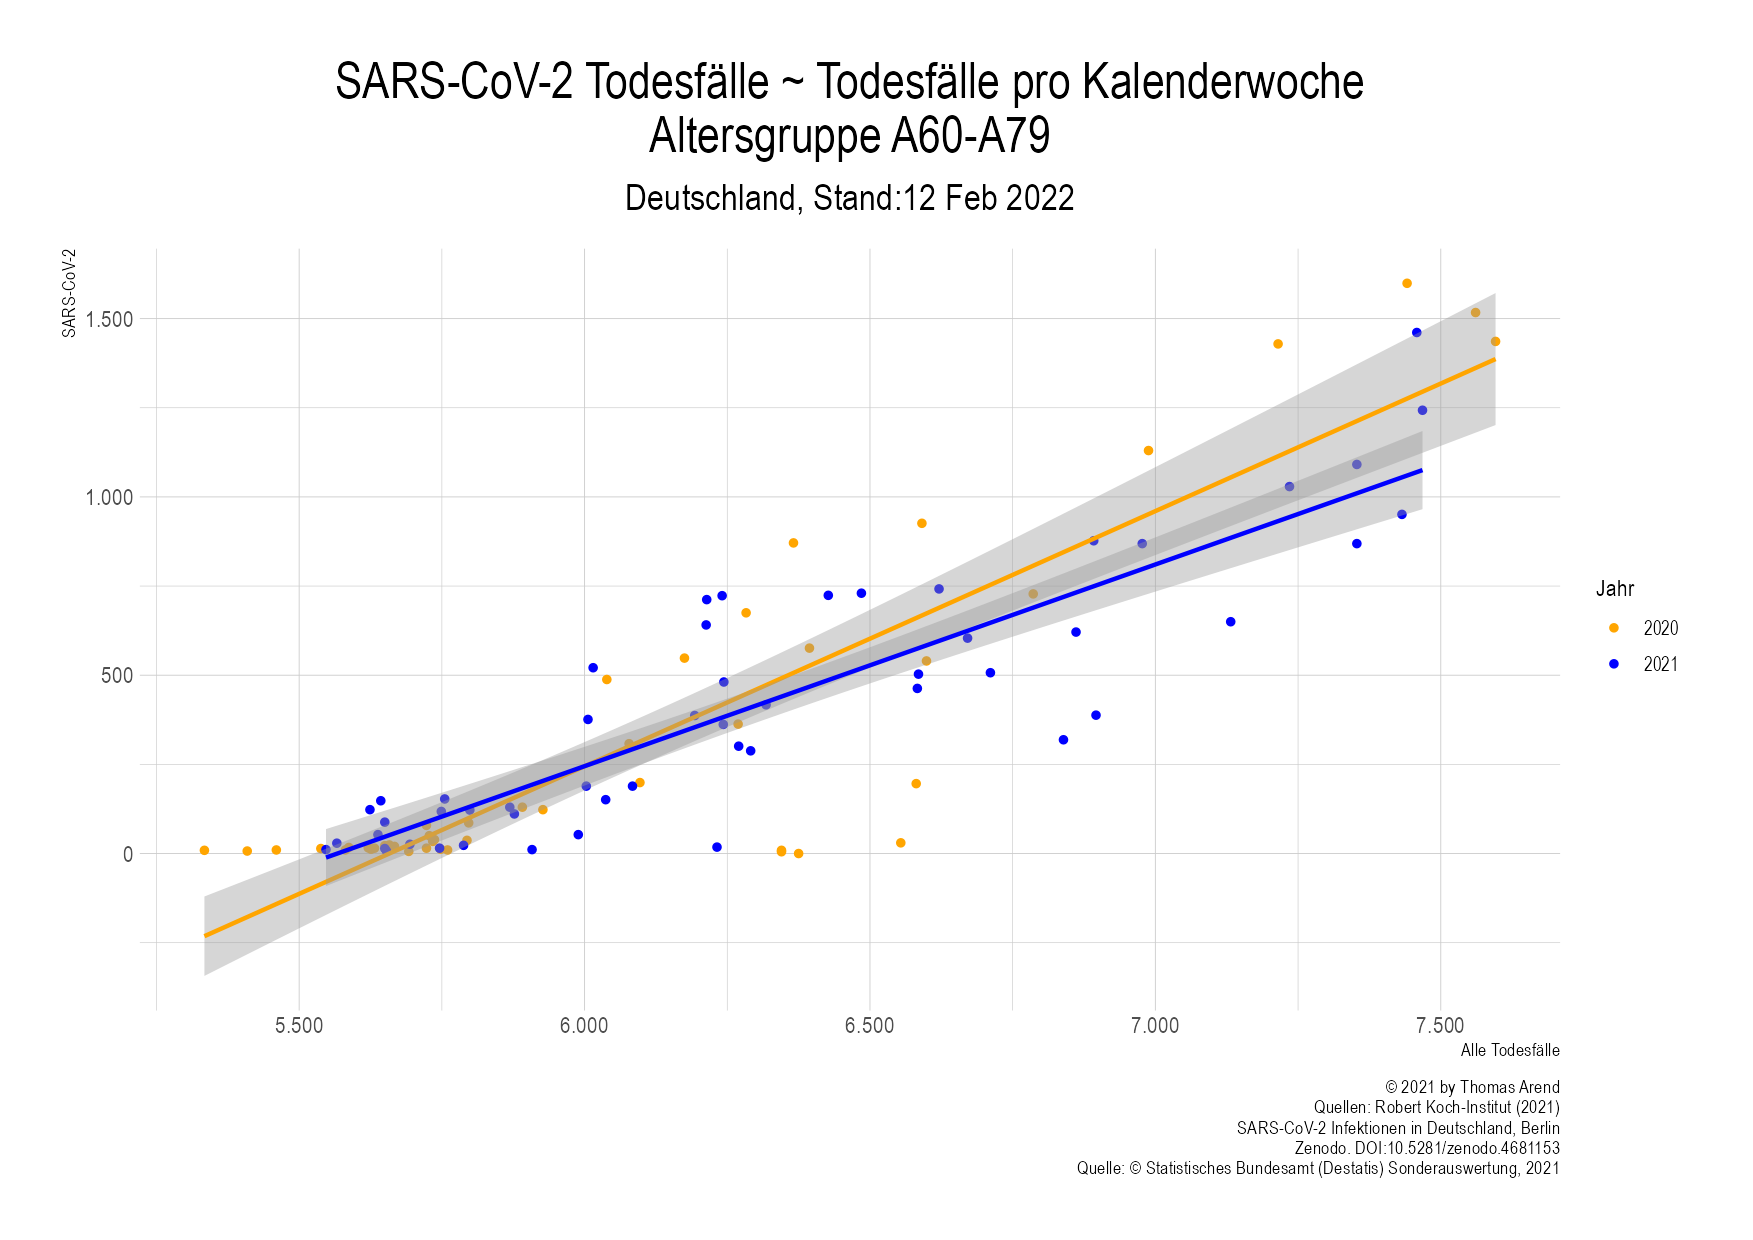 SARS-CoV-2 Todesfälle ~ Todesfälle pro Kalenderwoche
Altersgruppe A60-A79
Deutschland, Stand:12 Feb 2022
SARS-CoV-2
1.500
1.000
500
0
5.500
6.000
6.500
7.000
7.500
Alle Todesfälle
Jahr
2020
2021
© 2021 by Thomas Arend
Quellen: Robert Koch-Institut (2021)
SARS-CoV-2 Infektionen in Deutschland, Berlin
Zenodo. DOI:10.5281/zenodo.4681153
Quelle: © Statistisches Bundesamt (Destatis) Sonderauswertung, 2021